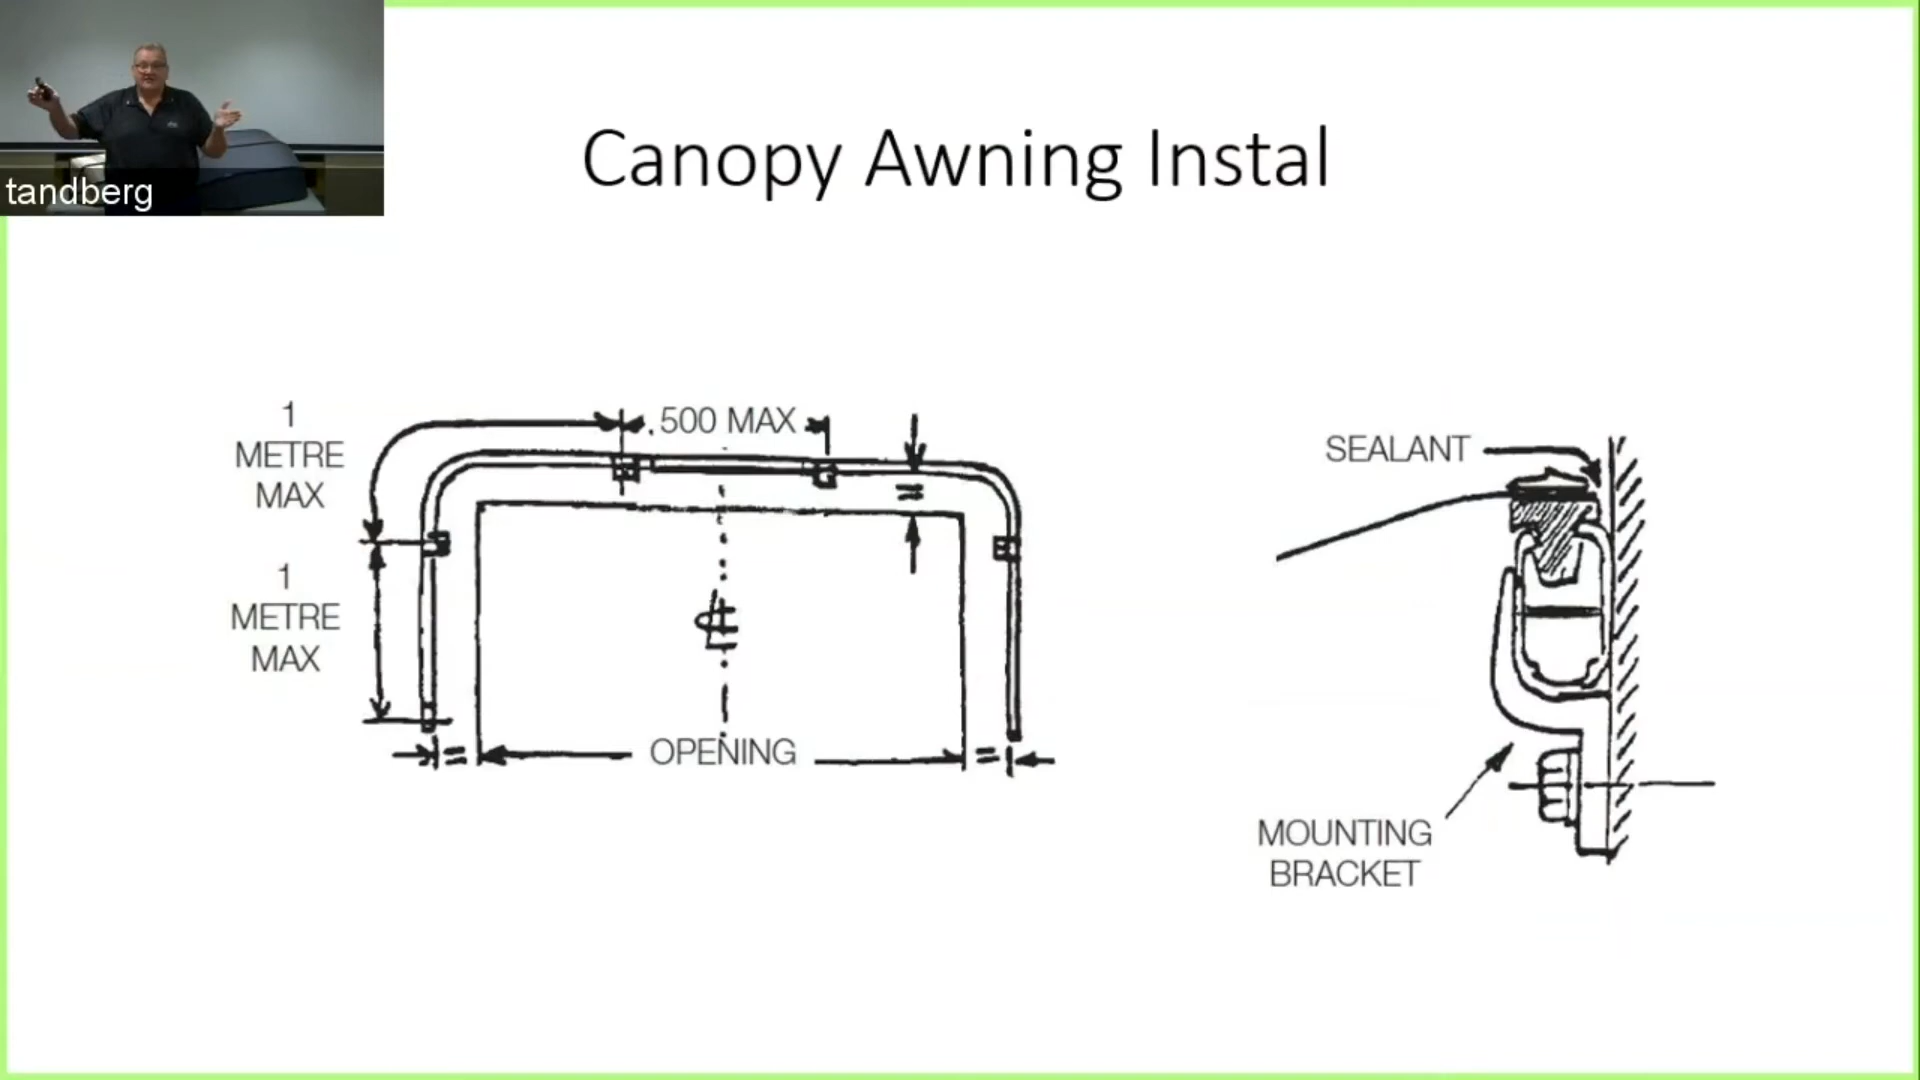 tandberg
Canopy Awning Instal
1
METRE
MAX
.500 MAX
1
METRE
MAX
=
=
=
OPENING
SEALANT
MOUNTING
BRACKET